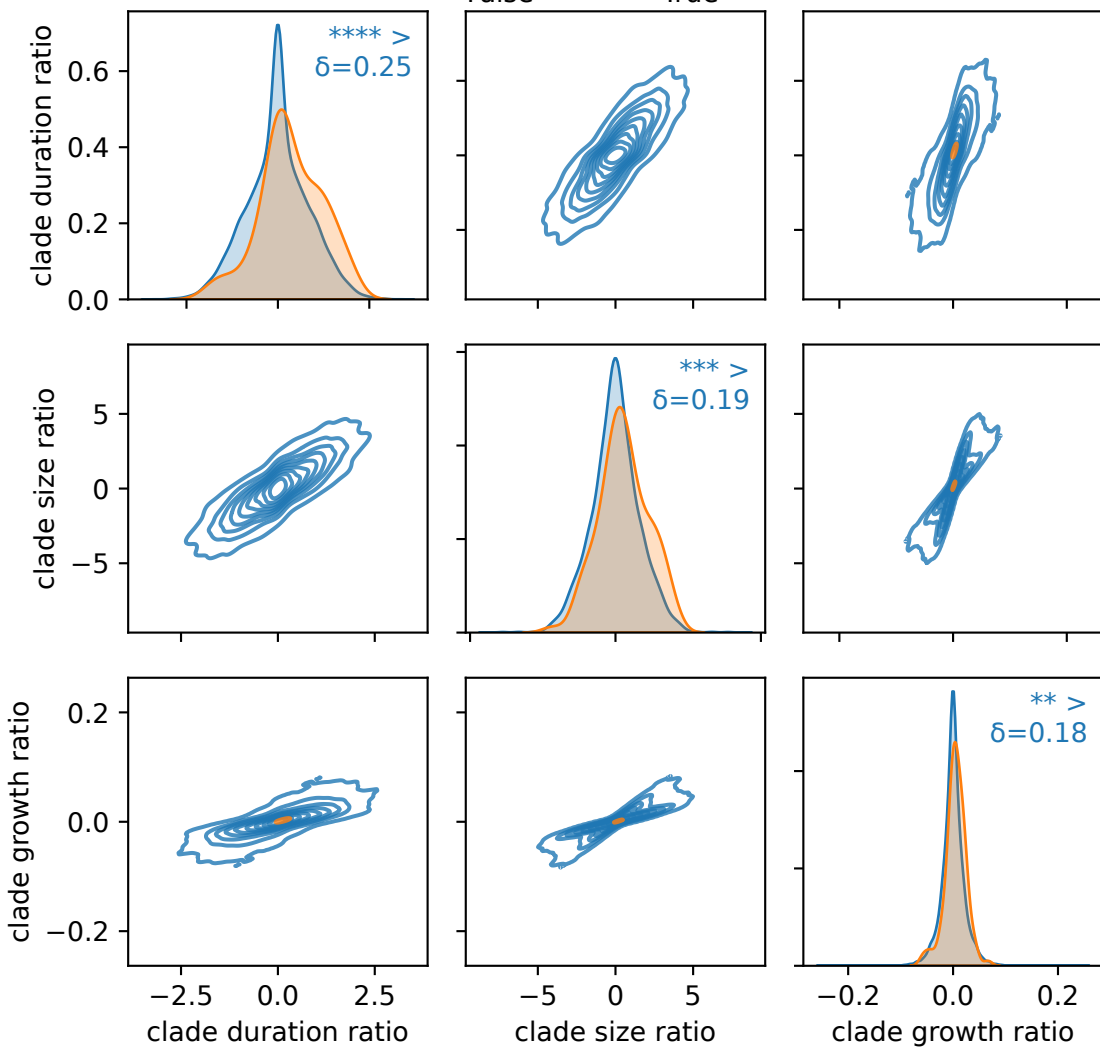 True
clade duration ratio
0.6
0.4
0.2
0.0
**** >
δ=0.25
clade size ratio
5
0
−5
*** >
δ=0.19
clade growth ratio
0.2
0.0
−0.2
** >
δ=0.18
−2.5 0.0 2.5
−5 0 5
−0.2 0.0 0.2
clade duration ratio
clade size ratio
clade growth ratio